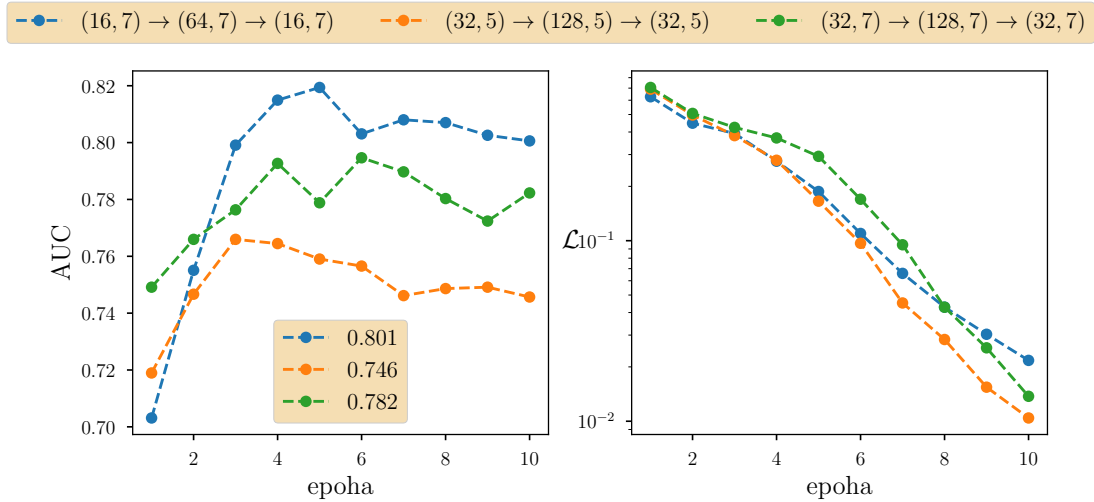 (16, 7) → (64, 7) → (16, 7) (32, 5) → (128, 5) → (32, 5) (32, 7) → (128, 7) → (32, 7)
AUC
0.82
0.80
0.78
0.76
0.74
0.72
0.70
0.801
0.746
0.782
2 4 6 8 10
epoha
ℒ
10⁻¹
10⁻²
2 4 6 8 10
epoha